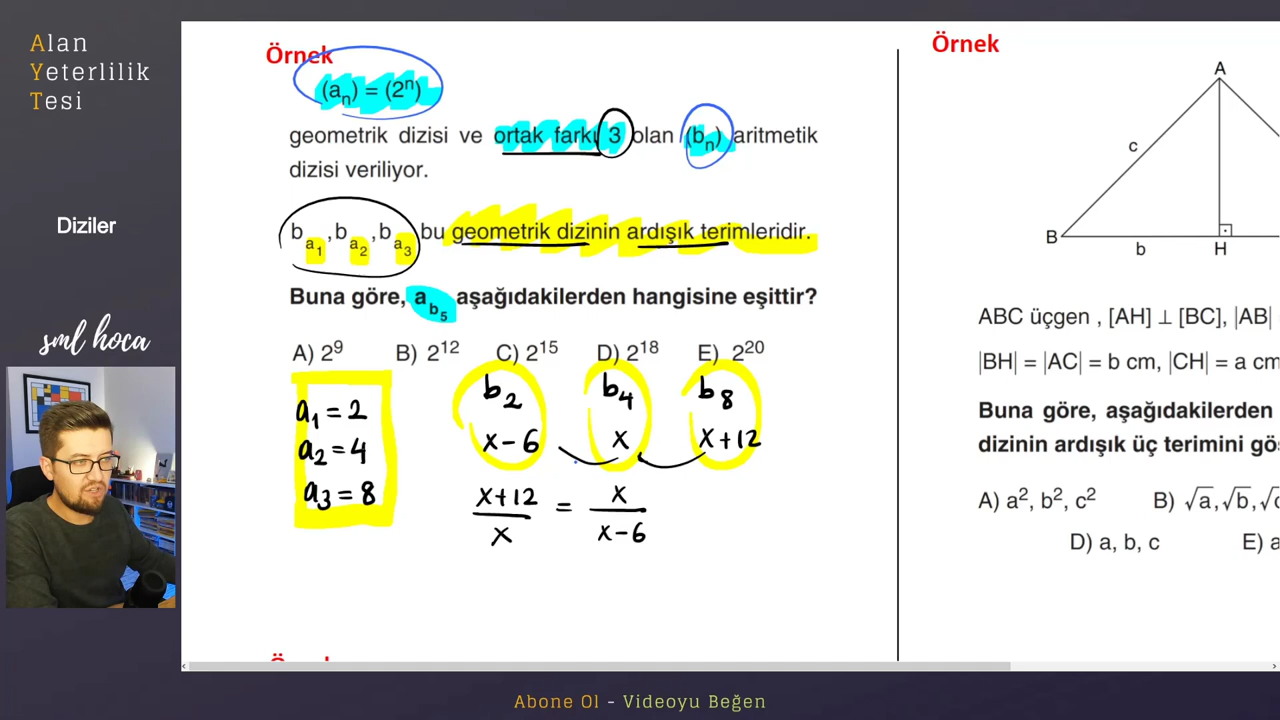 Alan
Yeterlilik
Tesi
Diziler
sml hoca
Örnek
(aₙ) = (2ⁿ)
geometrik dizisi ve ortak farkı 3 olan (bₙ) aritmetik
dizisi veriliyor.
b_{a₁}, b_{a₂}, b_{a₃} bu geometrik dizinin ardışık terimleridir.
Buna göre, a_{b₅} aşağıdakilerden hangisine eşittir?
A) 2⁹ B) 2¹² C) 2¹⁵ D) 2¹⁸ E) 2²⁰
a₁ = 2
a₂ = 4
a₃ = 8
b₂ b₄ b₈
x – 6 x x + 12
x+12 = x
x x–6
Örnek
A
c
B
b
H
ABC üçgen , [AH] ⊥ [BC], |AB|
|BH| = |AC| = b cm, |CH| = a cm
Buna göre, aşağıdakilerden
dizinin ardışık üç terimini gös
A) a², b², c² B) √a,√b,√c
D) a, b, c E) a
Abone Ol - Videoyu Beğen